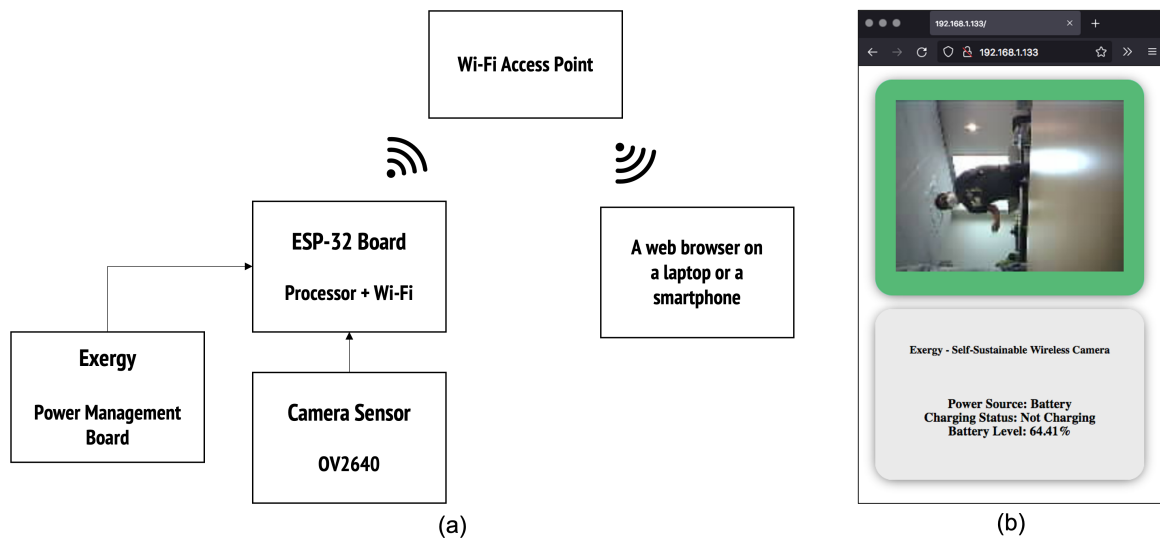 Wi-Fi Access Point
ESP-32 Board
Processor + Wi-Fi
A web browser on
a laptop or a
smartphone
Exergy
Power Management
Board
Camera Sensor
OV2640
(a)
192.168.1.133/
192.168.1.133
Exergy - Self-Sustainable Wireless Camera
Power Source: Battery
Charging Status: Not Charging
Battery Level: 64.41%
(b)